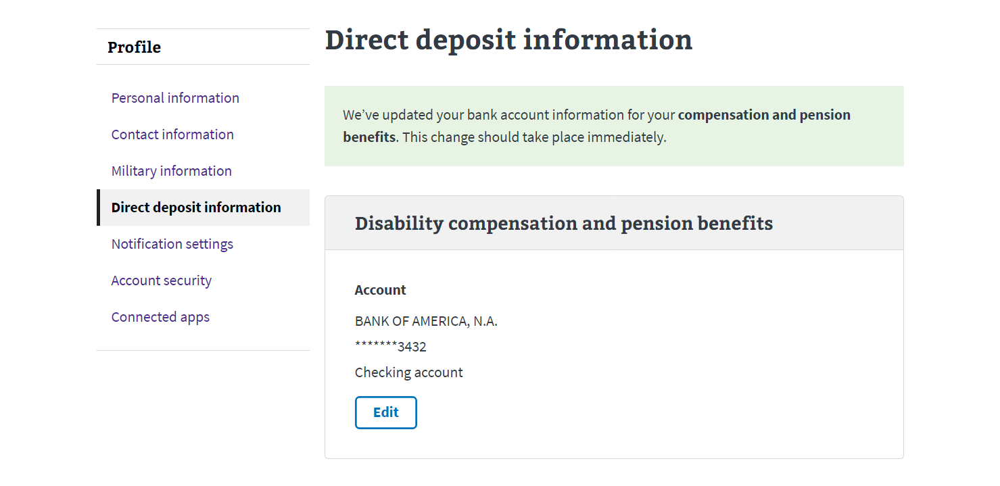 Profile
Personal information
Contact information
Military information
Direct deposit information
Notification settings
Account security
Connected apps
Direct deposit information
We’ve updated your bank account information for your compensation and pension
benefits. This change should take place immediately.
Disability compensation and pension benefits
Account
BANK OF AMERICA, N.A.
*******3432
Checking account
Edit